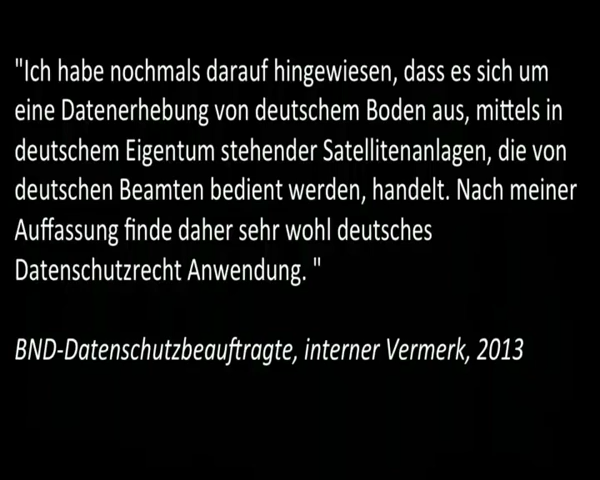 "Ich habe nochmals darauf hingewiesen, dass es sich um
eine Datenerhebung von deutschem Boden aus, mittels in
deutschem Eigentum stehender Satellitenanlagen, die von
deutschen Beamten bedient werden, handelt. Nach meiner
Auffassung finde daher sehr wohl deutsches
Datenschutzrecht Anwendung. "
BND-Datenschutzbeauftragte, interner Vermerk, 2013